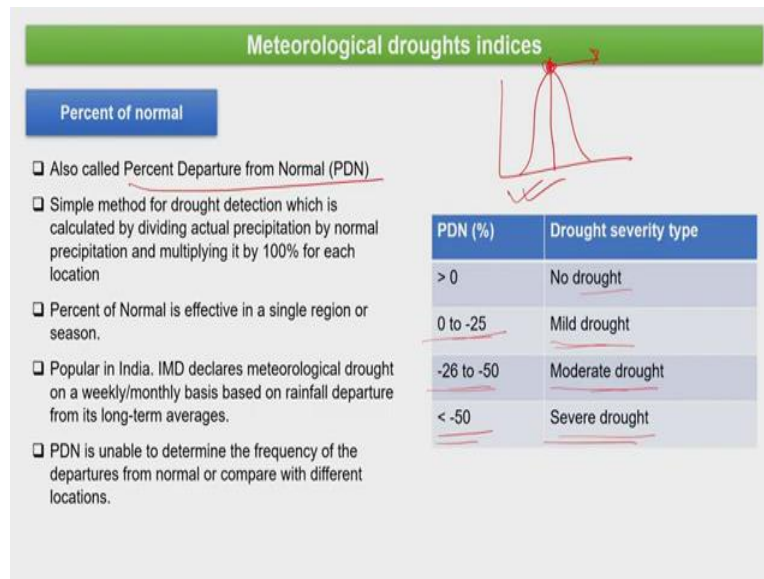 Meteorological droughts indices
Percent of normal
❑ Also called Percent Departure from Normal (PDN)
❑ Simple method for drought detection which is
calculated by dividing actual precipitation by normal
precipitation and multiplying it by 100% for each
location
❑ Percent of Normal is effective in a single region or
season.
❑ Popular in India. IMD declares meteorological drought
on a weekly/monthly basis based on rainfall departure
from its long-term averages.
❑ PDN is unable to determine the frequency of the
departures from normal or compare with different
locations.
PDN (%) Drought severity type
> 0 No drought
0 to -25 Mild drought
-26 to -50 Moderate drought
< -50 Severe drought